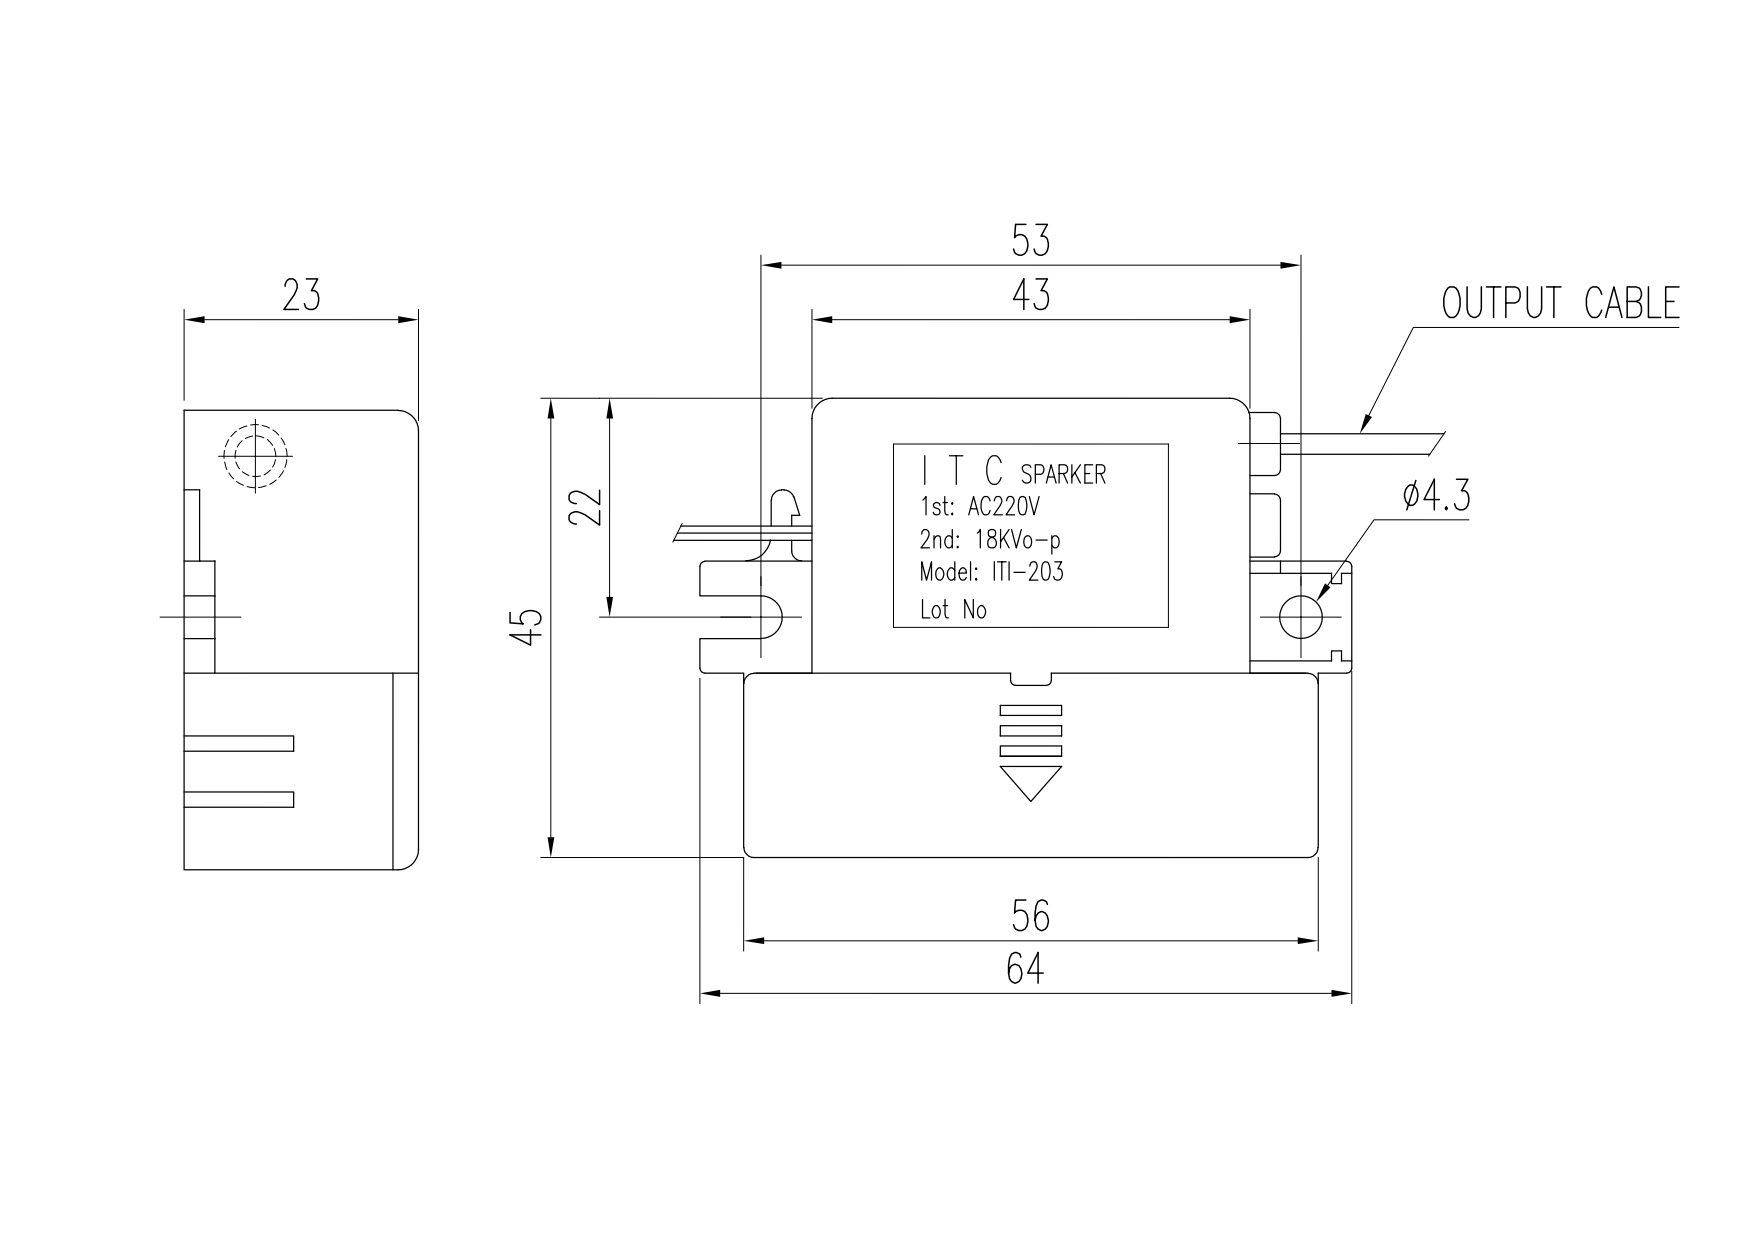 53
23
43
OUTPUT CABLE
I T C SPARKER
ø4.3
1st: AC220V
22
2nd: 18KVo-p
Model: ITI-203
Lot No
45
56
64